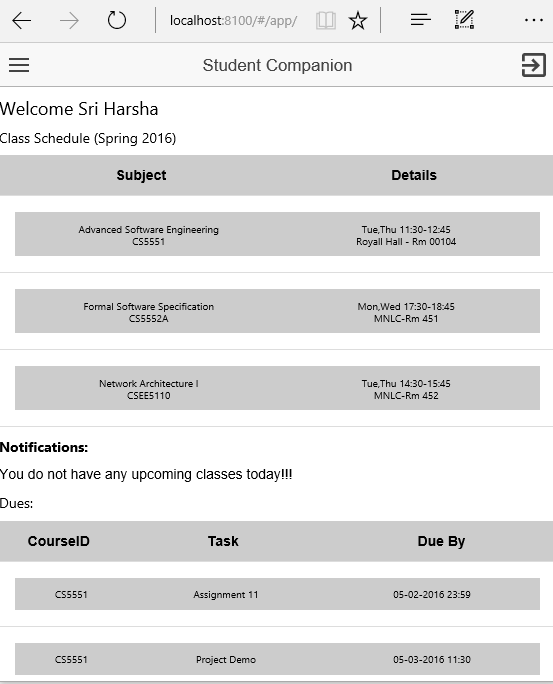 localhost:8100/#/app/
Student Companion
Welcome Sri Harsha
Class Schedule (Spring 2016)
Subject Details
Advanced Software Engineering Tue,Thu 11:30-12:45
CS5551 Royall Hall - Rm 00104
Formal Software Specification Mon,Wed 17:30-18:45
CS5552A MNLC-Rm 451
Network Architecture I Tue,Thu 14:30-15:45
CSEE5110 MNLC-Rm 452
Notifications:
You do not have any upcoming classes today!!!
Dues:
CourseID Task Due By
CS5551 Assignment 11 05-02-2016 23:59
CS5551 Project Demo 05-03-2016 11:30